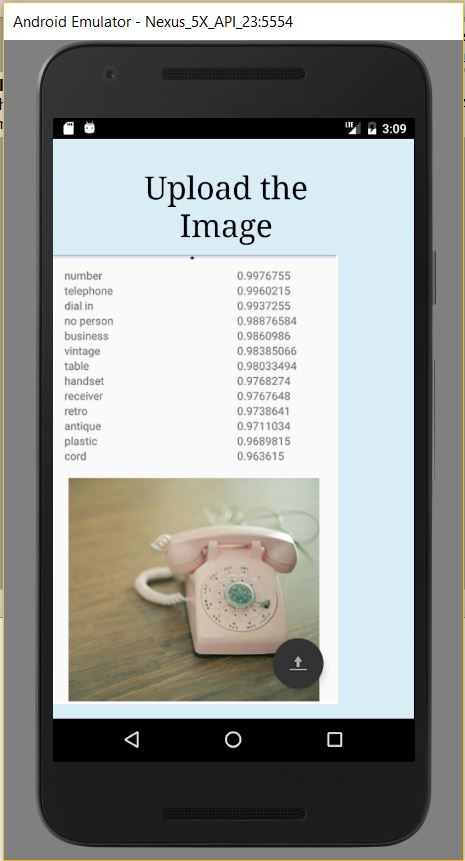 Android Emulator - Nexus_5X_API_23:5554
LTE 3:09
Upload the
Image
number 0.9976755
telephone 0.9960215
dial in 0.9937255
no person 0.98876584
business 0.9860986
vintage 0.98385066
table 0.98033494
handset 0.9768274
receiver 0.9767648
retro 0.9738641
antique 0.9711034
plastic 0.9689815
cord 0.963615